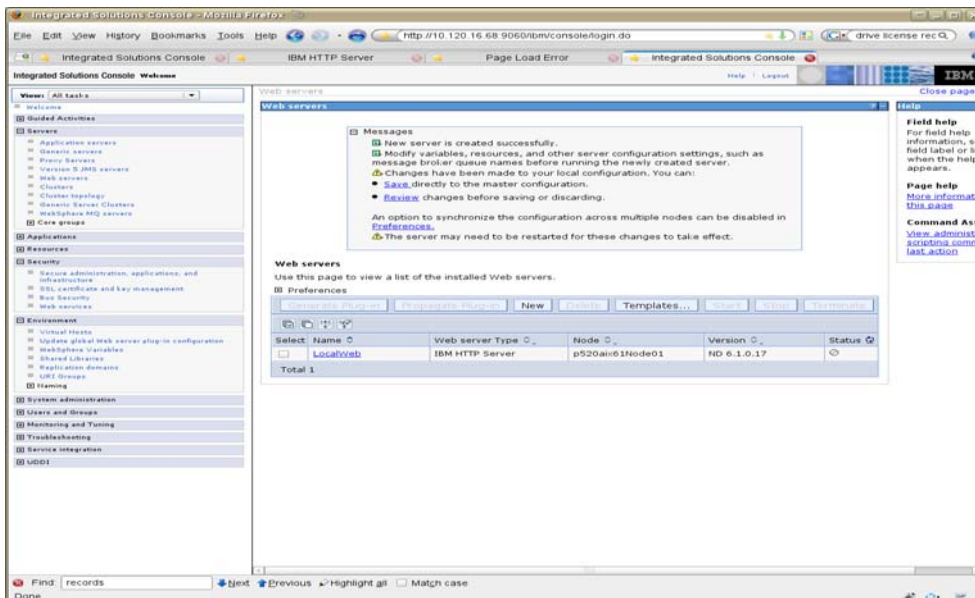 Integrated Solutions Console - Mozilla Firefox
File Edit View History Bookmarks Tools Help
http://10.120.16.68:9060/ibm/console/login.do
drive license rec
Integrated Solutions Console
IBM HTTP Server
Page Load Error
Integrated Solutions Console
Integrated Solutions Console Welcome
Help | Logout
IBM
View: All tasks
Welcome
Guided Activities
Servers
Application servers
Generic servers
Proxy Servers
Version 5 JMS servers
Web servers
Clusters
Cluster topology
Generic Server Clusters
WebSphere MQ servers
Core groups
Applications
Resources
Security
Secure administration, applications, and
infrastructure
SSL certificate and key management
Bus Security
Web services
Environment
Virtual Hosts
Update global Web server plug-in configuration
WebSphere Variables
Shared Libraries
Replication domains
URI Groups
Naming
System administration
Users and Groups
Monitoring and Tuning
Troubleshooting
Service integration
UDDI
Web servers
Close page
Web servers
Messages
New server is created successfully.
Modify variables, resources, and other server configuration settings, such as
message broker queue names before running the newly created server.
Changes have been made to your local configuration. You can:
Save directly to the master configuration.
Review changes before saving or discarding.
An option to synchronize the configuration across multiple nodes can be disabled in
Preferences.
The server may need to be restarted for these changes to take effect.
Web servers
Use this page to view a list of the installed Web servers.
Preferences
Generate Plug-in Propagate Plug-in New Delete Templates... Start Stop Terminate
Select Name Web server Type Node Version Status
LocalWeb IBM HTTP Server p520aix61Node01 ND 6.1.0.17
Total 1
Help
Field help
For field help
information, s
field label or li
when the help
appears.
Page help
More informat
this page
Command Ass
View administ
scripting comm
last action
Find: records Next Previous Highlight all Match case
Done